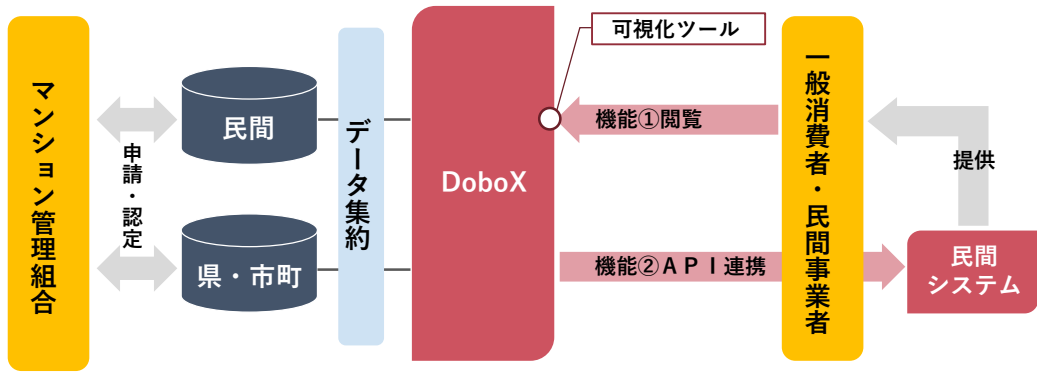 マンション管理組合
申請・認定
民間
県・市町
データ集約
DoboX
可視化ツール
機能①閲覧
機能②ＡＰＩ連携
一般消費者・民間事業者
提供
民間
システム